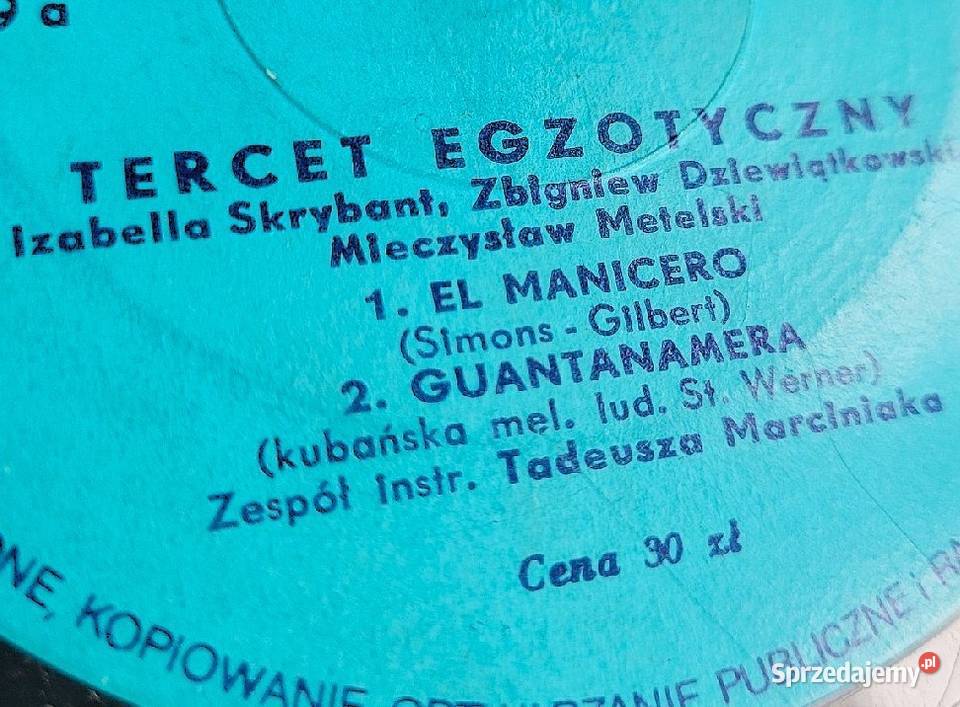 9 a
TERCET EGZOTYCZNY
Izabella Skrybant, Zbigniew Dziewiątkowski
Mieczysław Metelski
1. EL MANICERO
(Simons - Gilbert)
2. GUANTANAMERA
(kubańska mel. lud. St. Werner)
Zespół Instr. Tadeusza Marciniaka
Cena 30 zł
KOPIOWANIE PUBLICZNE i
Sprzedajemy.pl